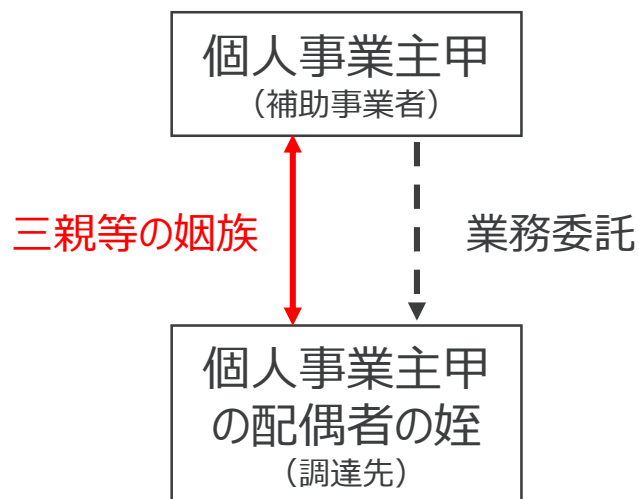 個人事業主甲
（補助事業者）
三親等の姻族
業務委託
個人事業主甲
の配偶者の姪
（調達先）